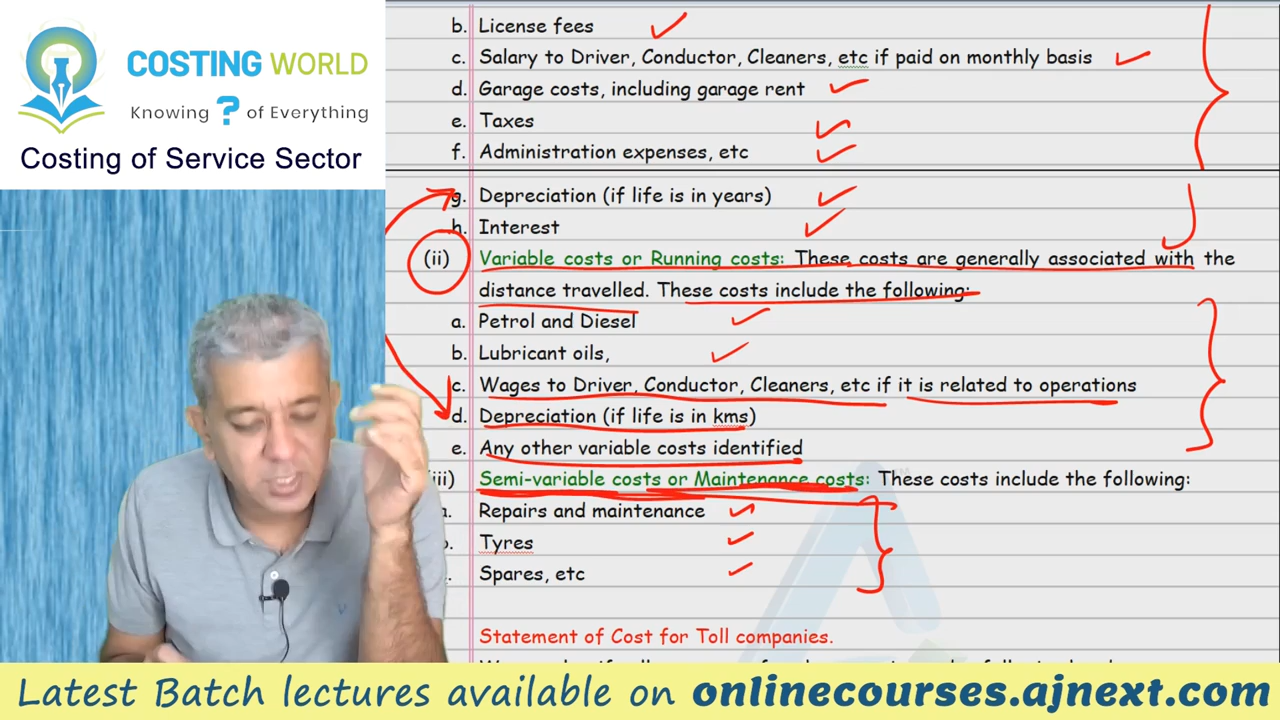 COSTING WORLD
Knowing ? of Everything
Costing of Service Sector
b. License fees
c. Salary to Driver, Conductor, Cleaners, etc if paid on monthly basis
d. Garage costs, including garage rent
e. Taxes
f. Administration expenses, etc
g. Depreciation (if life is in years)
h. Interest
(ii) Variable costs or Running costs: These costs are generally associated with the
distance travelled. These costs include the following:
a. Petrol and Diesel
b. Lubricant oils,
c. Wages to Driver, Conductor, Cleaners, etc if it is related to operations
d. Depreciation (if life is in kms)
e. Any other variable costs identified
iii) Semi-variable costs or Maintenance costs: These costs include the following:
Repairs and maintenance
Tyres
Spares, etc
Statement of Cost for Toll companies.
Latest Batch lectures available on onlinecourses.ajnext.com